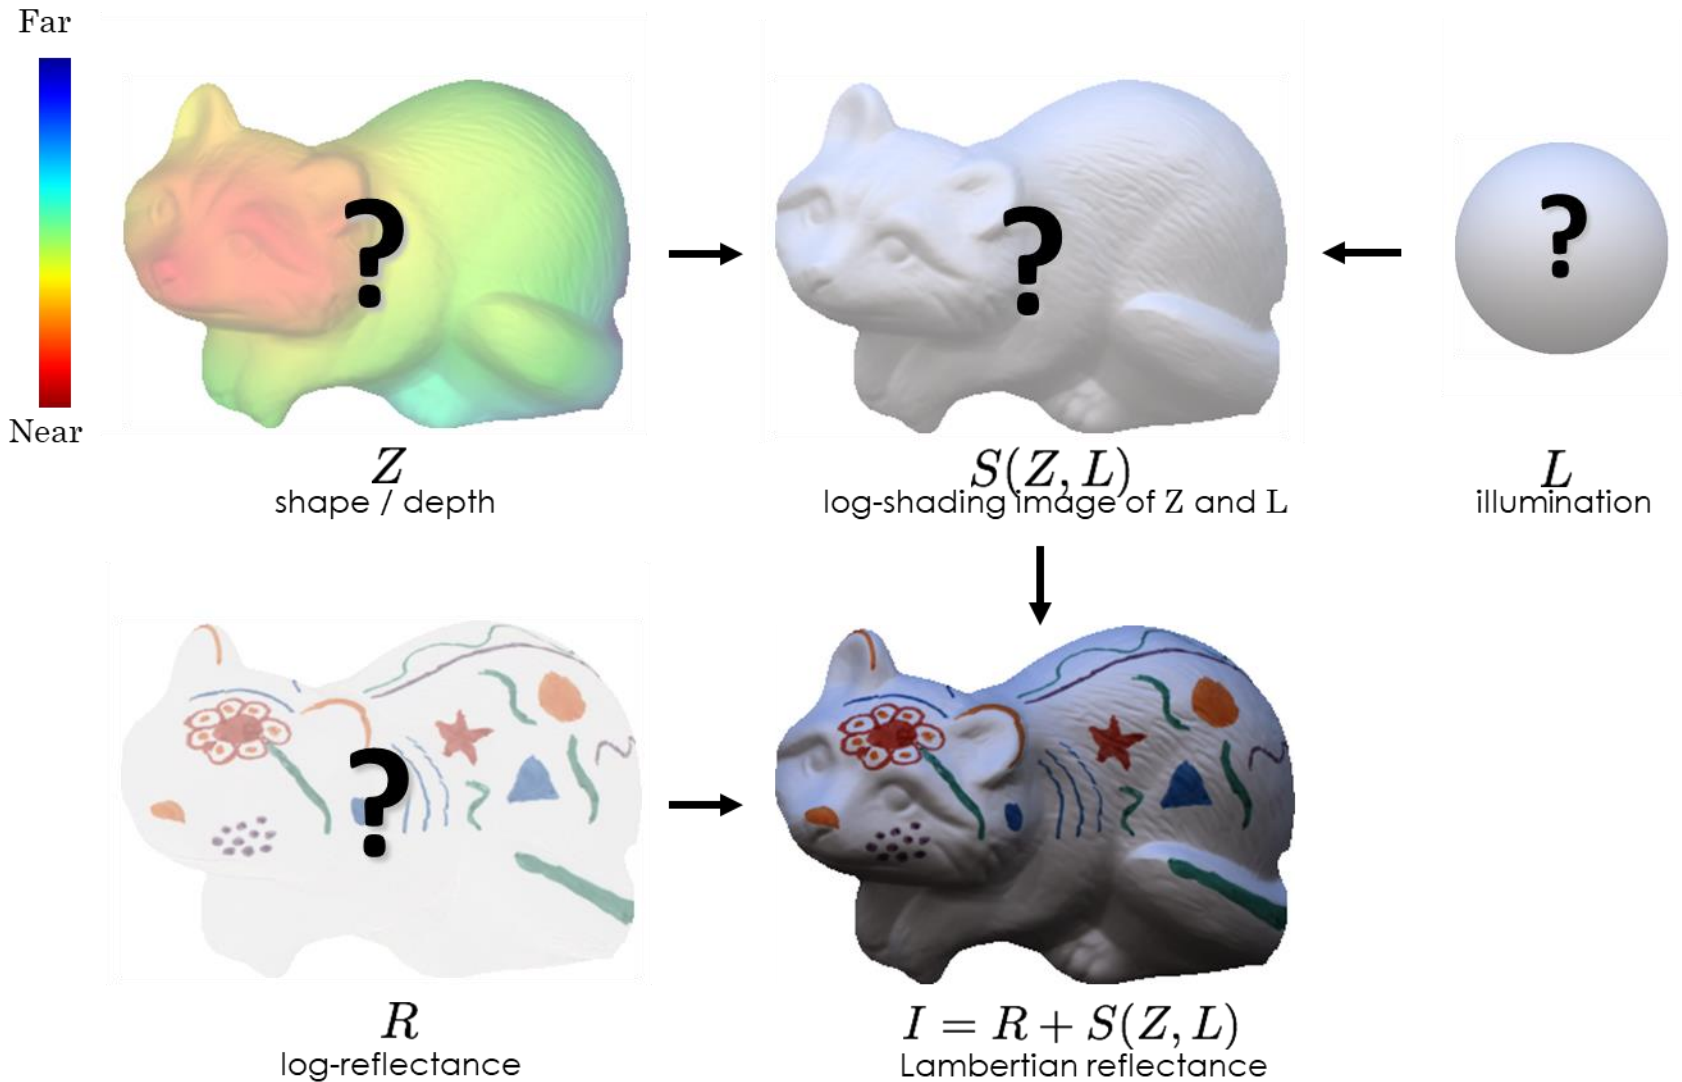 Far
Near
?
?
?
Z
shape / depth
S(Z, L)
log-shading image of Z and L
L
illumination
?
R
log-reflectance
I = R + S(Z, L)
Lambertian reflectance